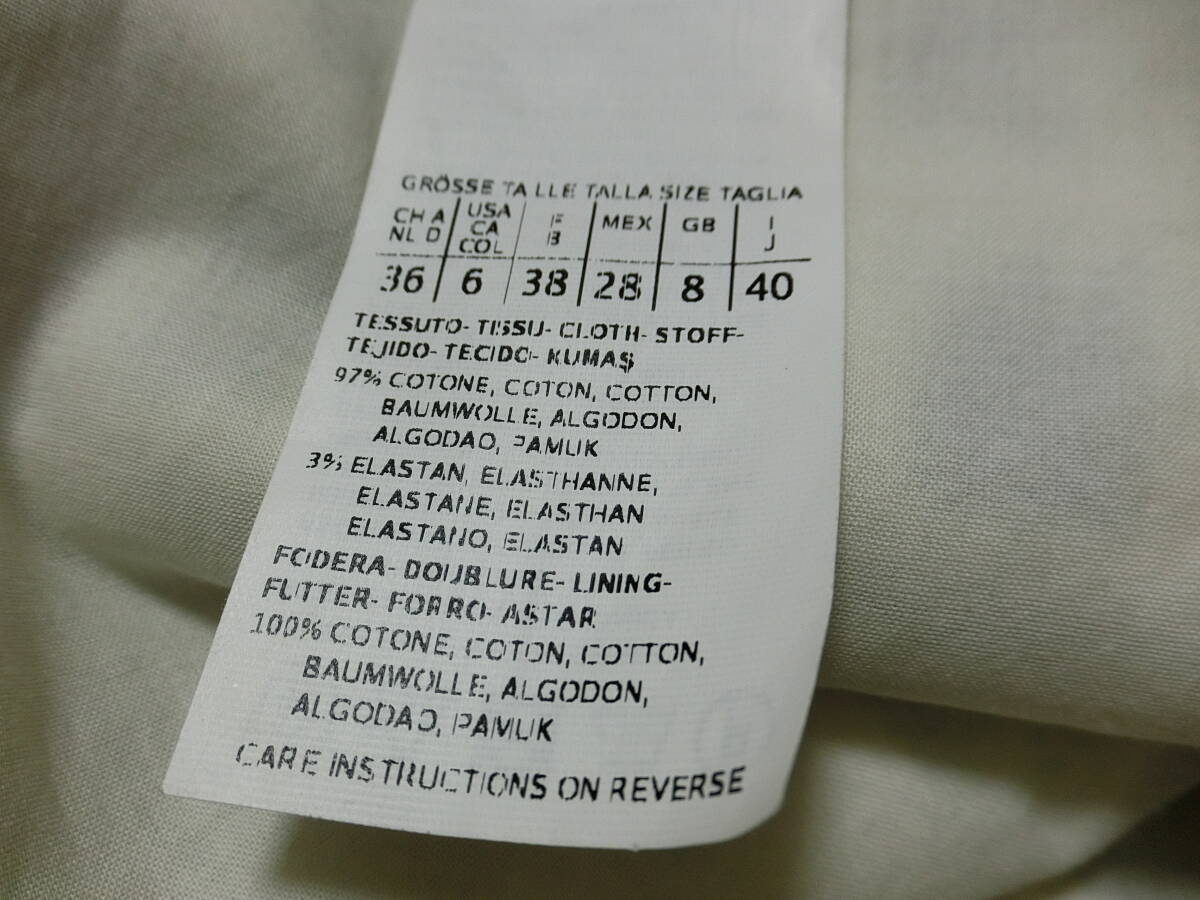 GRÖSSE TAILLE TALLA SIZE TAGLIA
CH A NL D | USA CA COL | F B | MEX | GB | I J
36 | 6 | 38 | 28 | 8 | 40
TESSUTO- TISSU- CLOTH- STOFF-
TEJIDO- TECIDO- KUMAŞ
97% COTONE, COTON, COTTON,
BAUMWOLLE, ALGODON,
ALGODAO, PAMUK
3% ELASTAN, ELASTHANNE,
ELASTANE, ELASTHAN
ELASTANO, ELASTAN
FODERA- DOUBLURE- LINING-
FUTTER- FORRO- ASTAR
100% COTONE, COTON, COTTON,
BAUMWOLLE, ALGODON,
ALGODAO, PAMUK
CARE INSTRUCTIONS ON REVERSE